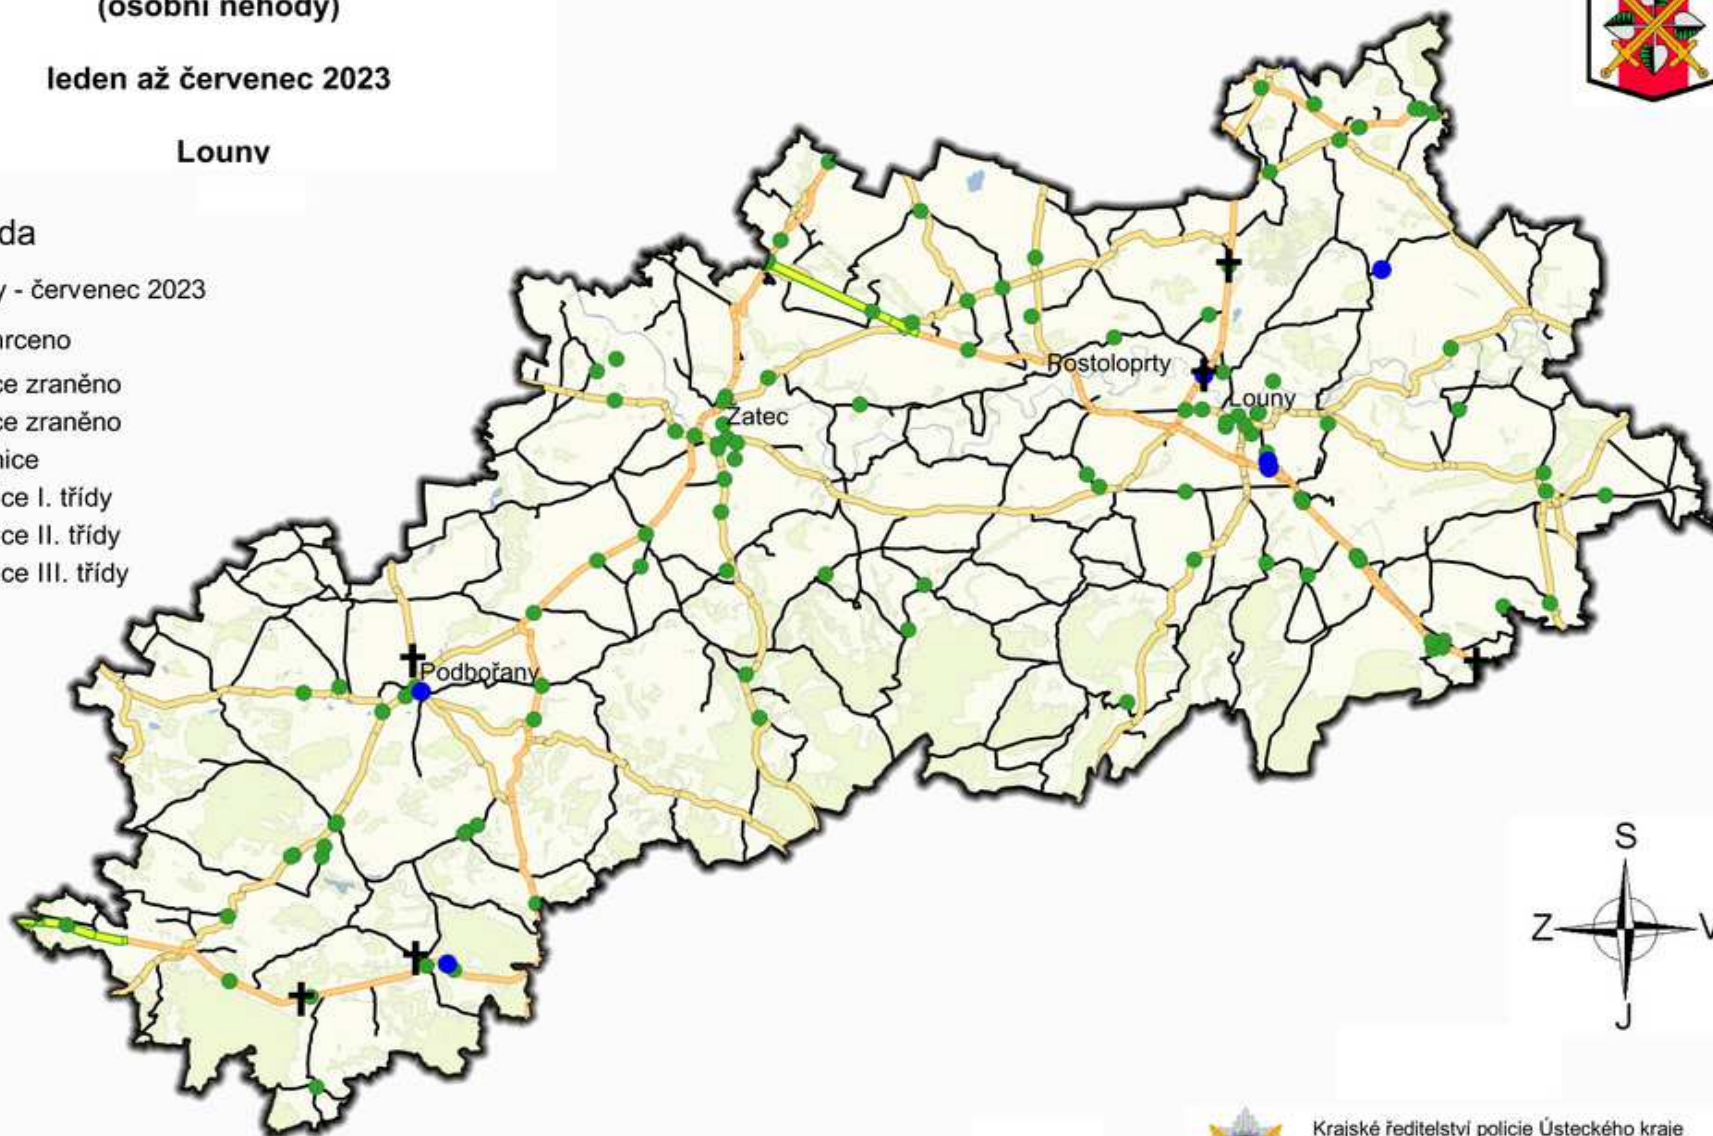 (osobní nehody)
leden až červenec 2023
Louny
da
y - červenec 2023
rceno
ce zraněno
ce zraněno
nice
ce I. třídy
ce II. třídy
ce III. třídy
Postoloprty
Louny
Žatec
Podbořany
S
Z
V
J
Krajské ředitelství policie Ústeckého kraje